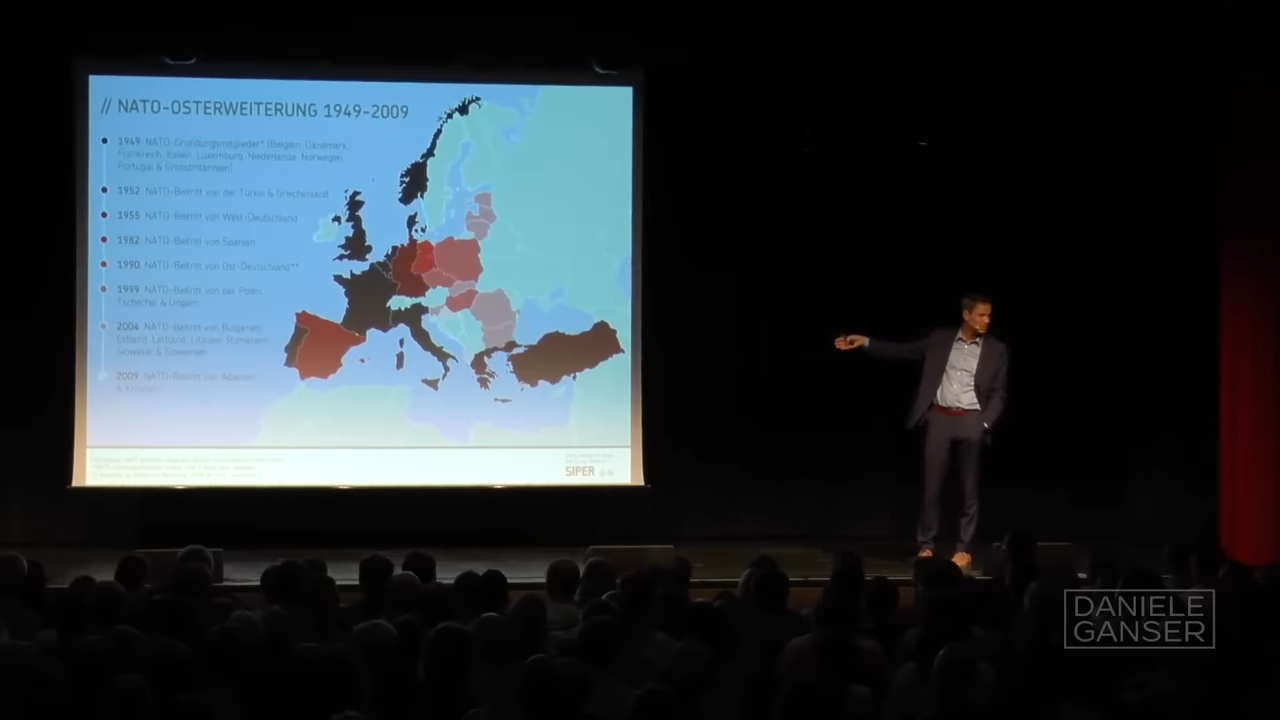 // NATO-OSTERWEITERUNG 1949-2009
1949 NATO-Gründungsmitglieder* (Belgien, Dänemark,
Frankreich, Italien, Luxemburg, Niederlande, Norwegen
Portugal & Grossbritannien)
1952 NATO-Beitritt von der Türkei & Griechenland
1955 NATO-Beitritt von West-Deutschland
1982 NATO-Beitritt von Spanien
1990 NATO-Beitritt von Ost-Deutschland**
1999 NATO-Beitritt von der Polen,
Tschechei & Ungarn
2004 NATO-Beitritt von Bulgarien,
Estland, Lettland, Litauen, Rumänien,
Slowakei & Slowenien
2009 NATO-Beitritt von Albanien
& Kroatien
SIPER
DANIELE
GANSER